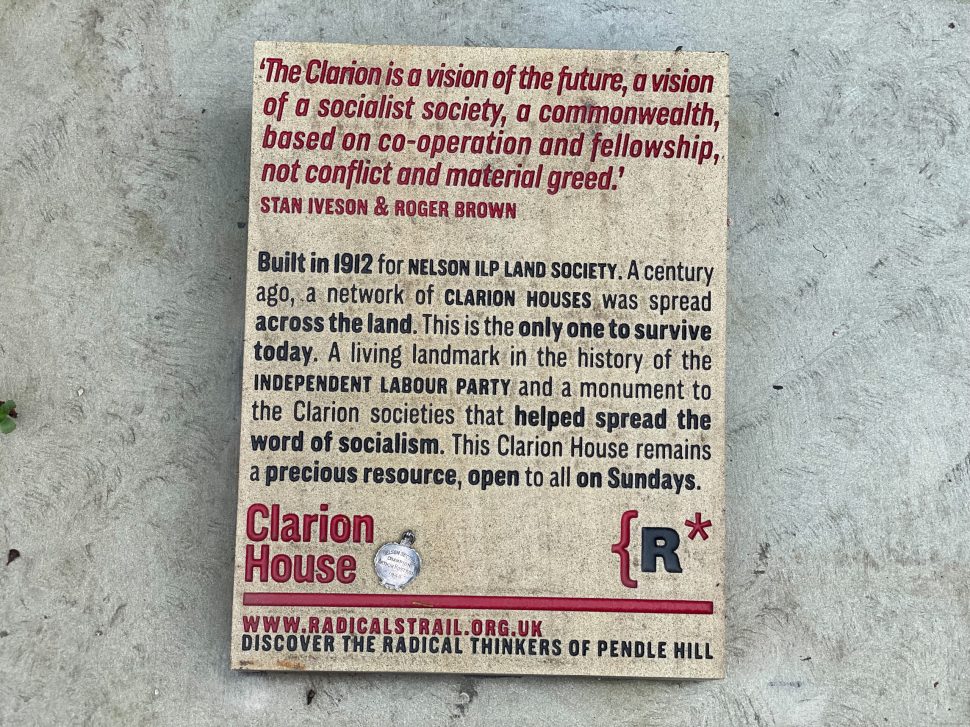 ‘The Clarion is a vision of the future, a vision
of a socialist society, a commonwealth,
based on co-operation and fellowship,
not conflict and material greed.’
STAN IVESON & ROGER BROWN
Built in 1912 for NELSON ILP LAND SOCIETY. A century
ago, a network of CLARION HOUSES was spread
across the land. This is the only one to survive
today. A living landmark in the history of the
INDEPENDENT LABOUR PARTY and a monument to
the Clarion societies that helped spread the
word of socialism. This Clarion House remains
a precious resource, open to all on Sundays.
Clarion
House
{R*
WWW.RADICALSTRAIL.ORG.UK
DISCOVER THE RADICAL THINKERS OF PENDLE HILL